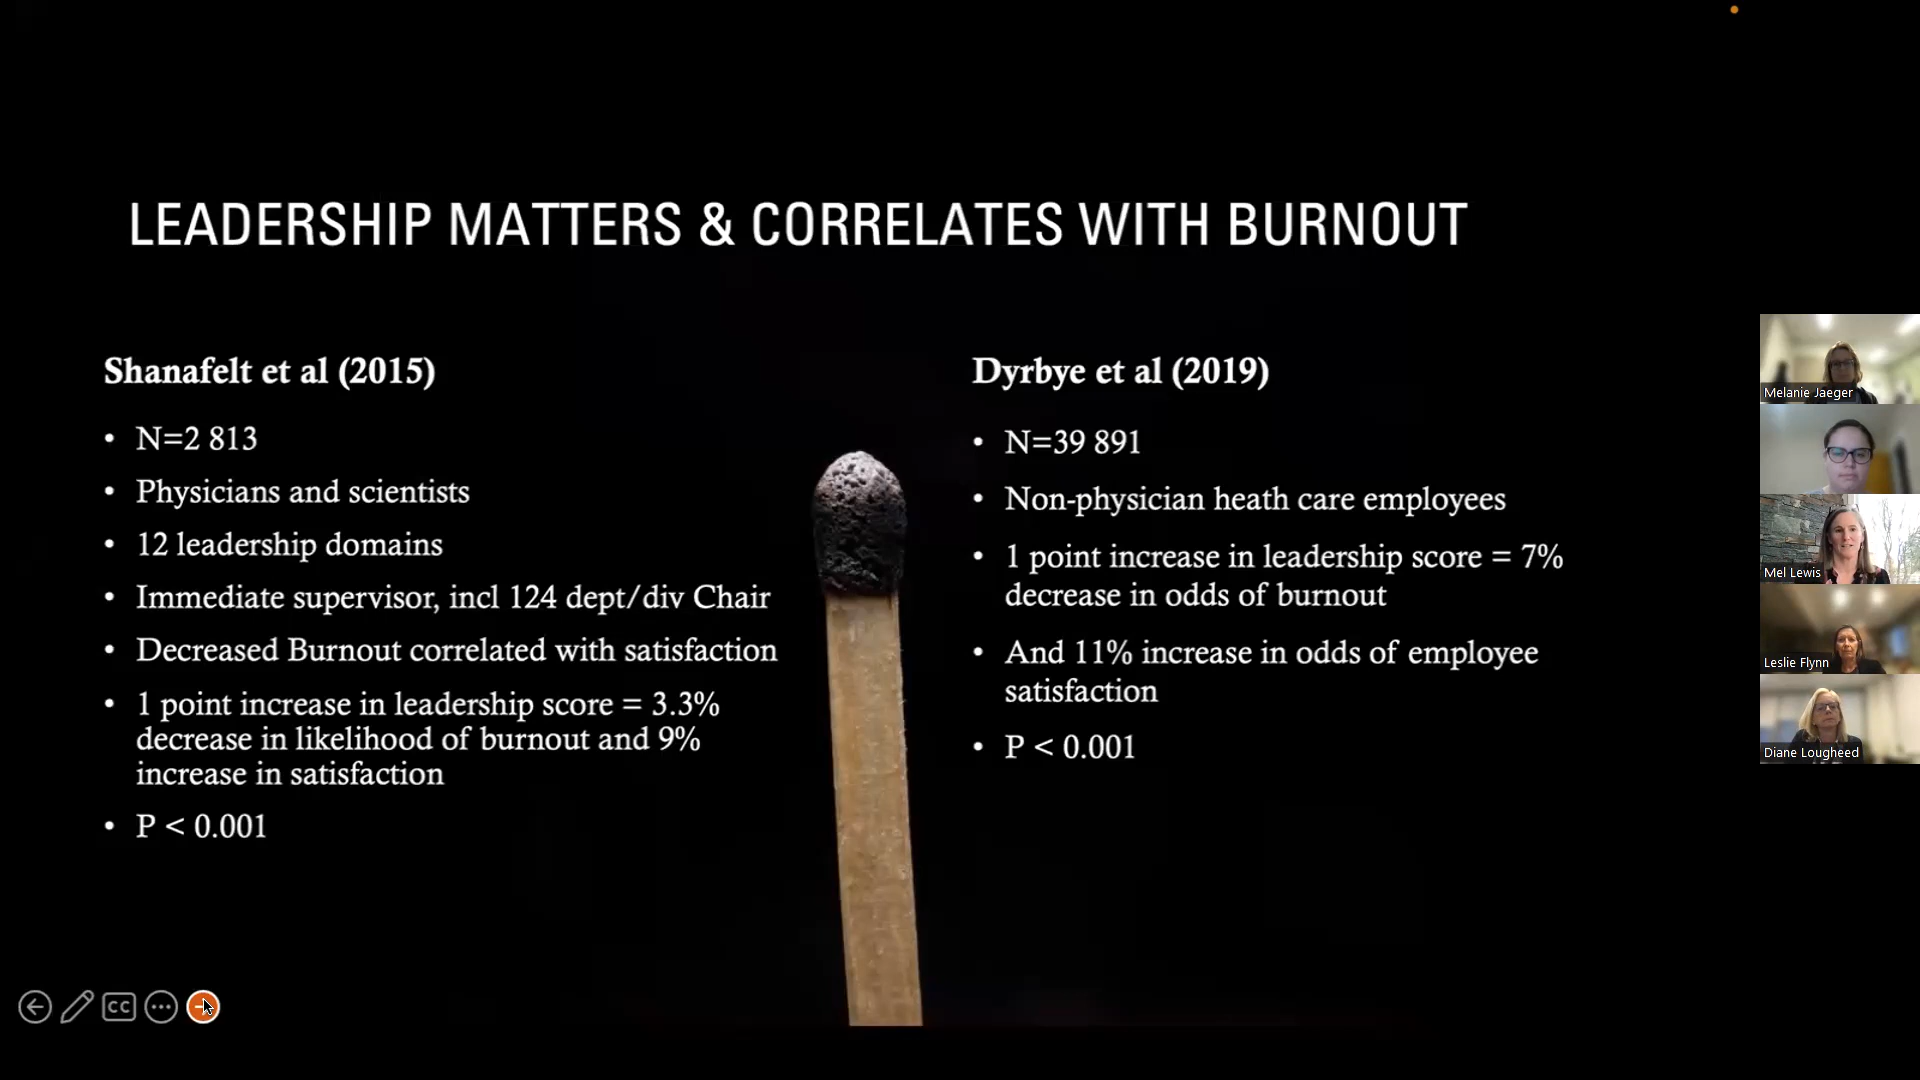 LEADERSHIP MATTERS & CORRELATES WITH BURNOUT
Shanafelt et al (2015)
• N=2 813
• Physicians and scientists
• 12 leadership domains
• Immediate supervisor, incl 124 dept/div Chair
• Decreased Burnout correlated with satisfaction
• 1 point increase in leadership score = 3.3%
decrease in likelihood of burnout and 9%
increase in satisfaction
• P < 0.001
Dyrbye et al (2019)
• N=39 891
• Non-physician heath care employees
• 1 point increase in leadership score = 7%
decrease in odds of burnout
• And 11% increase in odds of employee
satisfaction
• P < 0.001
Melanie Jaeger
Mel Lewis
Leslie Flynn
Diane Lougheed
CC